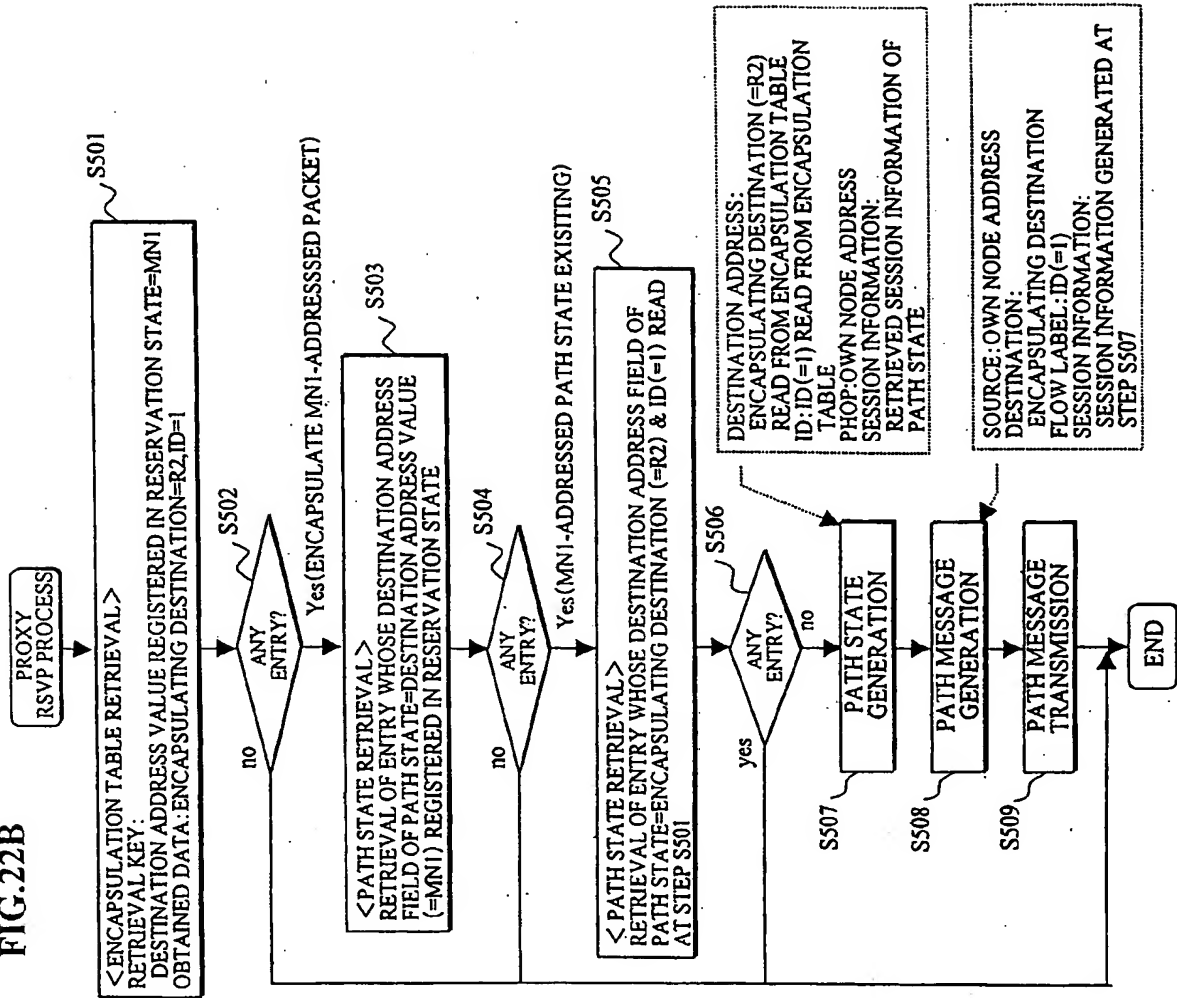 FIG.22B
PROXY
RSVP PROCESS
S501
<ENCAPSULATION TABLE RETRIEVAL>
RETRIEVAL KEY:
DESTINATION ADDRESS VALUE REGISTERED IN RESERVATION STATE=MN1
OBTAINED DATA: ENCAPSULATING DESTINATION=R2,ID=1
S502
ANY
ENTRY?
no
Yes(ENCAPSULATE MN1-ADDRESSED PACKET)
S503
<PATH STATE RETRIEVAL>
RETRIEVAL OF ENTRY WHOSE DESTINATION ADDRESS
FIELD OF PATH STATE=DESTINATION ADDRESS VALUE
(=MN1) REGISTERED IN RESERVATION STATE
S504
ANY
ENTRY?
no
Yes(MN1-ADDRESSED PATH STATE EXISITING)
S505
<PATH STATE RETRIEVAL>
RETRIEVAL OF ENTRY WHOSE DESTINATION ADDRESS FIELD OF
PATH STATE=ENCAPSULATING DESTINATION (=R2) & ID(=1) READ
AT STEP S501
S506
ANY
ENTRY?
yes
no
S507
PATH STATE
GENERATION
DESTINATION ADDRESS:
ENCAPSULATING DESTINATION (=R2)
READ FROM ENCAPSULATION TABLE
ID: ID(=1) READ FROM ENCAPSULATION
TABLE
PHOP:OWN NODE ADDRESS
SESSION INFORMATION:
RETRIEVED SESSION INFORMATION OF
PATH STATE
S508
PATH MESSAGE
GENERATION
SOURCE: OWN NODE ADDRESS
DESTINATION:
ENCAPSULATING DESTINATION
FLOW LABEL: ID(=1)
SESSION INFORMATION:
SESSION INFORMATION GENERATED AT
STEP S507
S509
PATH MESSAGE
TRANSMISSION
END